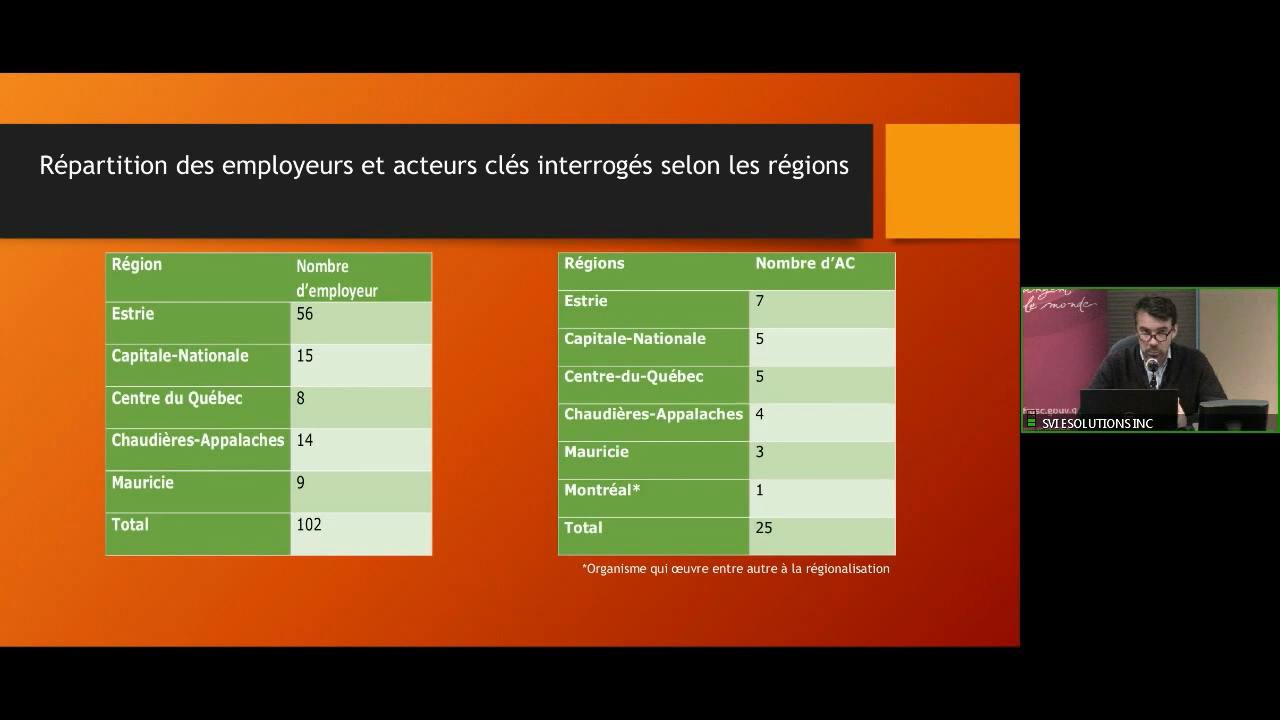 Répartition des employeurs et acteurs clés interrogés selon les régions
Région Nombre
d’employeur
Estrie 56
Capitale-Nationale 15
Centre du Québec 8
Chaudières-Appalaches 14
Mauricie 9
Total 102
Régions Nombre d’AC
Estrie 7
Capitale-Nationale 5
Centre-du-Québec 5
Chaudières-Appalaches 4
Mauricie 3
Montréal* 1
Total 25
*Organisme qui œuvre entre autre à la régionalisation
le monde
SVI ESOLUTIONS INC